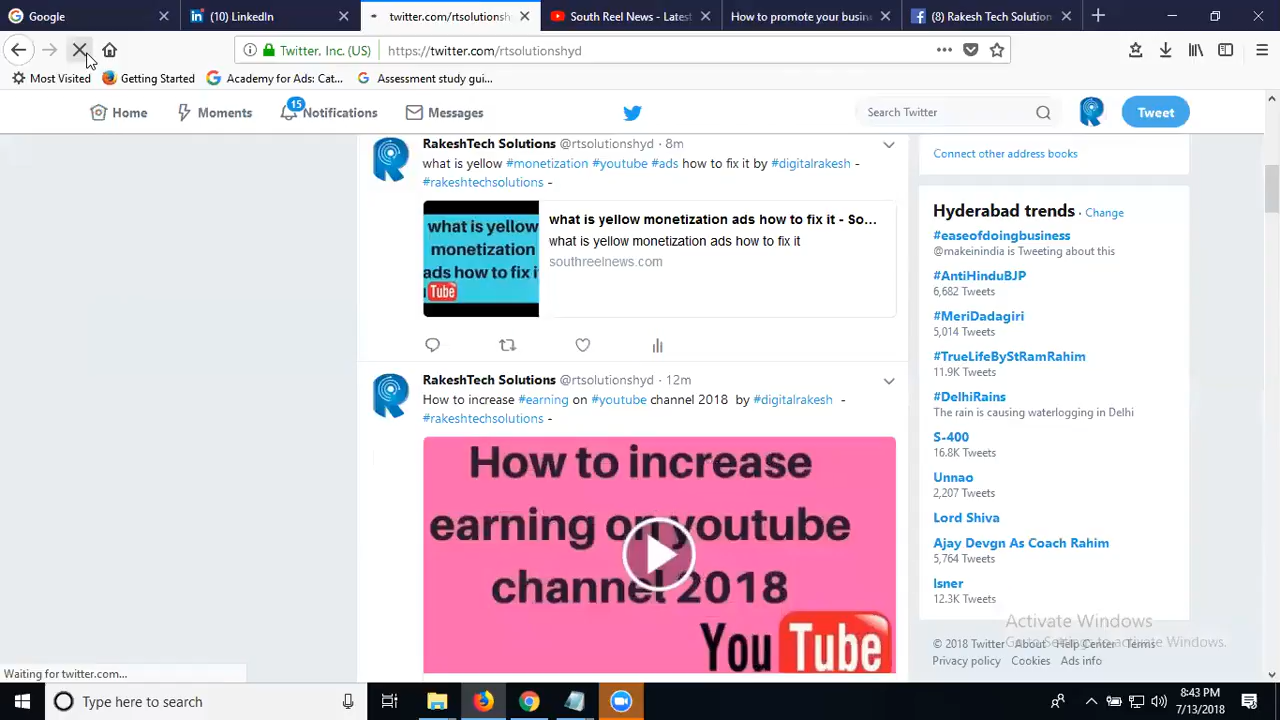 Google
(10) LinkedIn
twitter.com/rtsolutionsh
South Reel News - Latest
How to promote your busin
(8) Rakesh Tech Solution
Twitter, Inc. (US)
https://twitter.com/rtsolutionshyd
Most Visited
Getting Started
Academy for Ads: Cat...
Assessment study gui...
Home
Moments
15
Notifications
Messages
Search Twitter
Tweet
RakeshTech Solutions @rtsolutionshyd · 8m
what is yellow #monetization #youtube #ads how to fix it by #digitalrakesh -
#rakeshtechsolutions -
what is yellow
monetization
ads how to fix it
Tube
what is yellow monetization ads how to fix it - So...
what is yellow monetization ads how to fix it
southreelnews.com
RakeshTech Solutions @rtsolutionshyd · 12m
How to increase #earning on #youtube channel 2018 by #digitalrakesh -
#rakeshtechsolutions -
How to increase
earning on youtube
channel 2018
YouTube
Connect other address books
Hyderabad trends · Change
#easeofdoingbusiness
@makeinindia is Tweeting about this
#AntiHinduBJP
6,682 Tweets
#MeriDadagiri
5,014 Tweets
#TrueLifeByStRamRahim
11.9K Tweets
#DelhiRains
The rain is causing waterlogging in Delhi
S-400
16.8K Tweets
Unnao
2,207 Tweets
Lord Shiva
Ajay Devgn As Coach Rahim
5,764 Tweets
Isner
12.3K Tweets
Activate Windows
Go to Settings to activate Windows.
© 2018 Twitter About Help Center Terms
Privacy policy Cookies Ads info
Waiting for twitter.com...
Type here to search
8:43 PM
7/13/2018